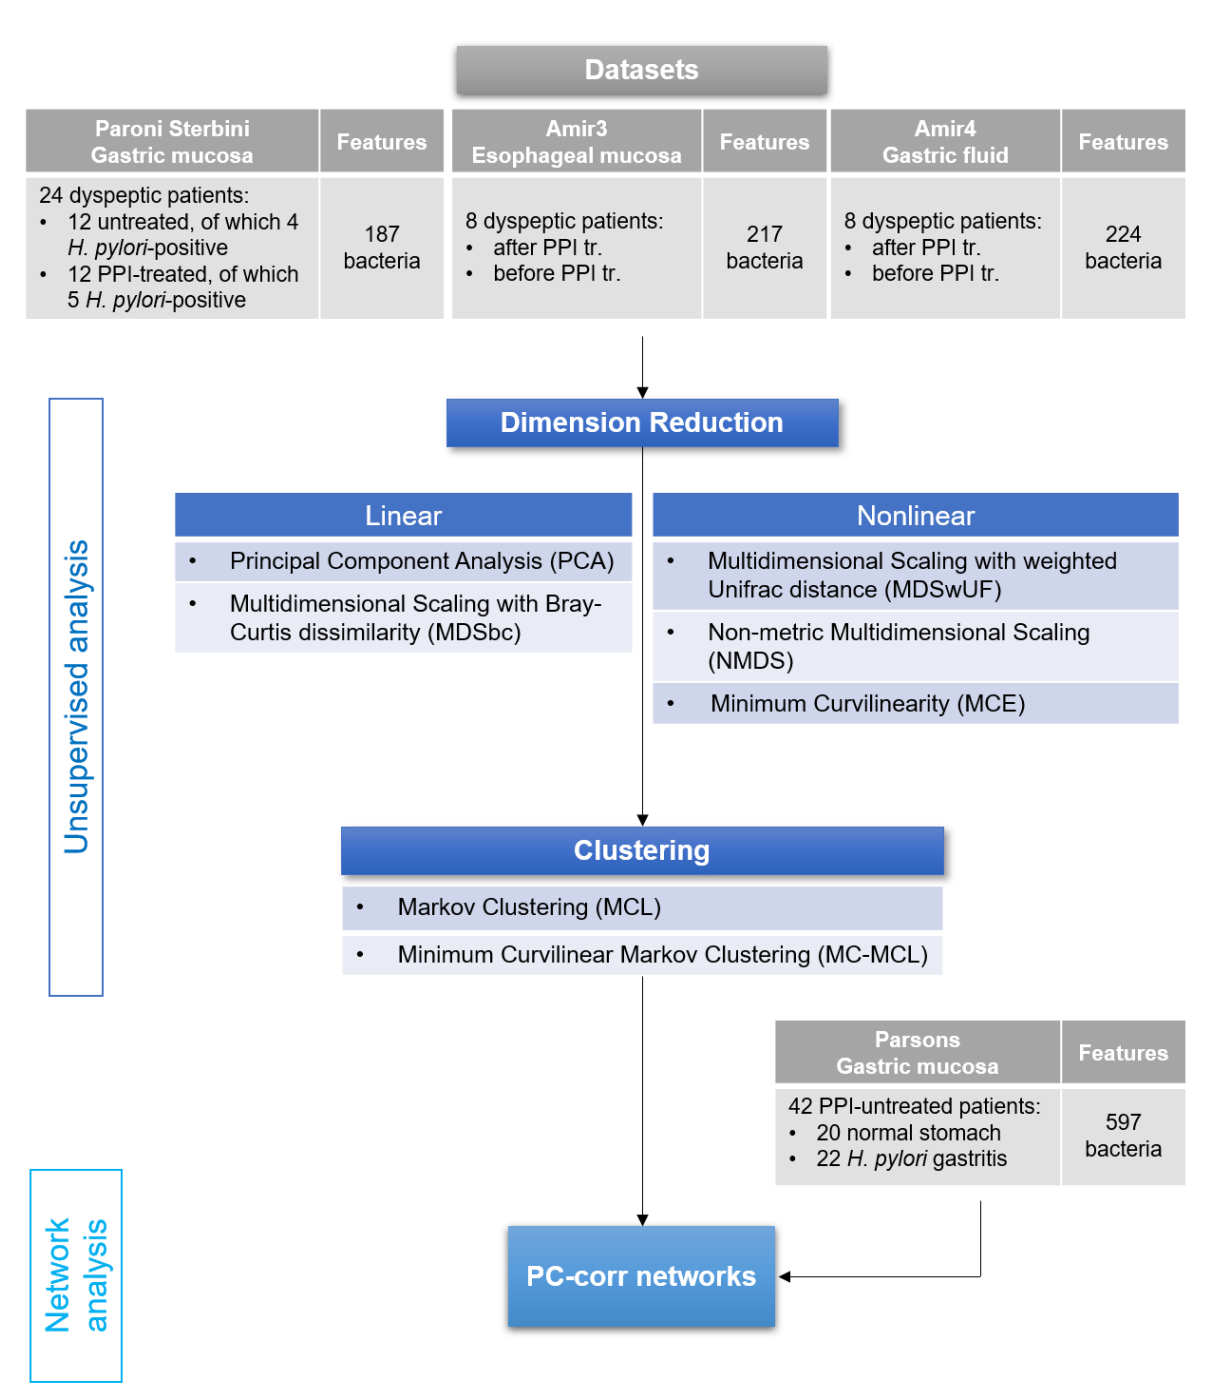 Datasets
Paroni Sterbini
Gastric mucosa
Features
Amir3
Esophageal mucosa
Features
Amir4
Gastric fluid
Features
24 dyspeptic patients:
• 12 untreated, of which 4
H. pylori-positive
• 12 PPI-treated, of which
5 H. pylori-positive
187
bacteria
8 dyspeptic patients:
• after PPI tr.
• before PPI tr.
217
bacteria
8 dyspeptic patients:
• after PPI tr.
• before PPI tr.
224
bacteria
Unsupervised analysis
Dimension Reduction
Linear
• Principal Component Analysis (PCA)
• Multidimensional Scaling with Bray-
Curtis dissimilarity (MDSbc)
Nonlinear
• Multidimensional Scaling with weighted
Unifrac distance (MDSwUF)
• Non-metric Multidimensional Scaling
(NMDS)
• Minimum Curvilinearity (MCE)
Clustering
• Markov Clustering (MCL)
• Minimum Curvilinear Markov Clustering (MC-MCL)
Parsons
Gastric mucosa
Features
42 PPI-untreated patients:
• 20 normal stomach
• 22 H. pylori gastritis
597
bacteria
Network
analysis
PC-corr networks